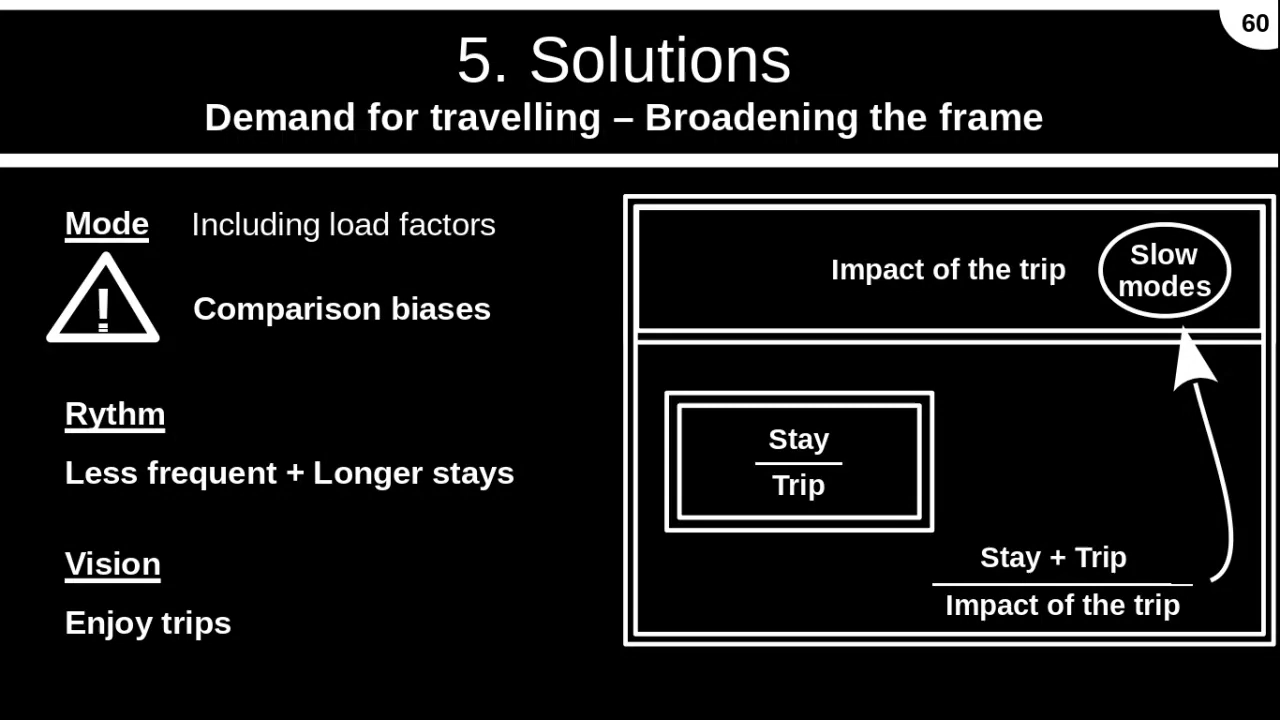 60
5. Solutions
Demand for travelling – Broadening the frame
Mode Including load factors
!
Comparison biases
Rythm
Less frequent + Longer stays
Vision
Enjoy trips
Impact of the trip
Slow
modes
Stay
Trip
Stay + Trip
Impact of the trip